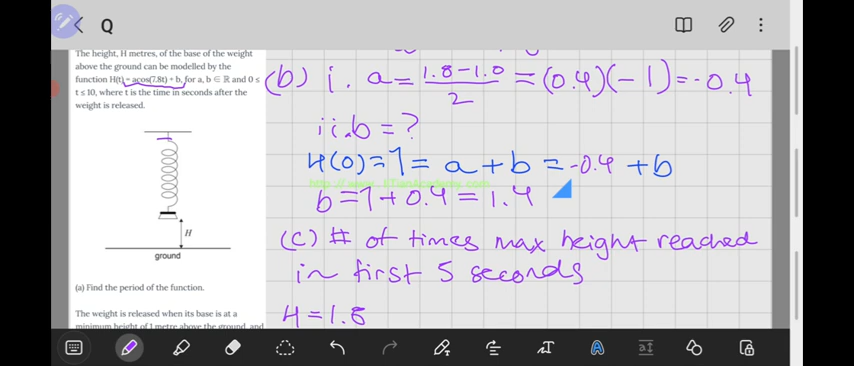 Q
The height, H metres, of the base of the weight
above the ground can be modelled by the
function H(t) = acos(7.8t) + b, for a, b ∈ ℝ and 0 ≤
t ≤ 10, where t is the time in seconds after the
weight is released.
H
ground
(a) Find the period of the function.
The weight is released when its base is at a
minimum height of 1 metre above the ground, and
(b) i. a = (1.8-1.0)/2 = (0.4)(-1) = -0.4
ii. b = ?
H(0) = 1 = a + b = -0.4 + b
b = 1 + 0.4 = 1.4
(c) # of times max height reached
in first 5 seconds
H = 1.8